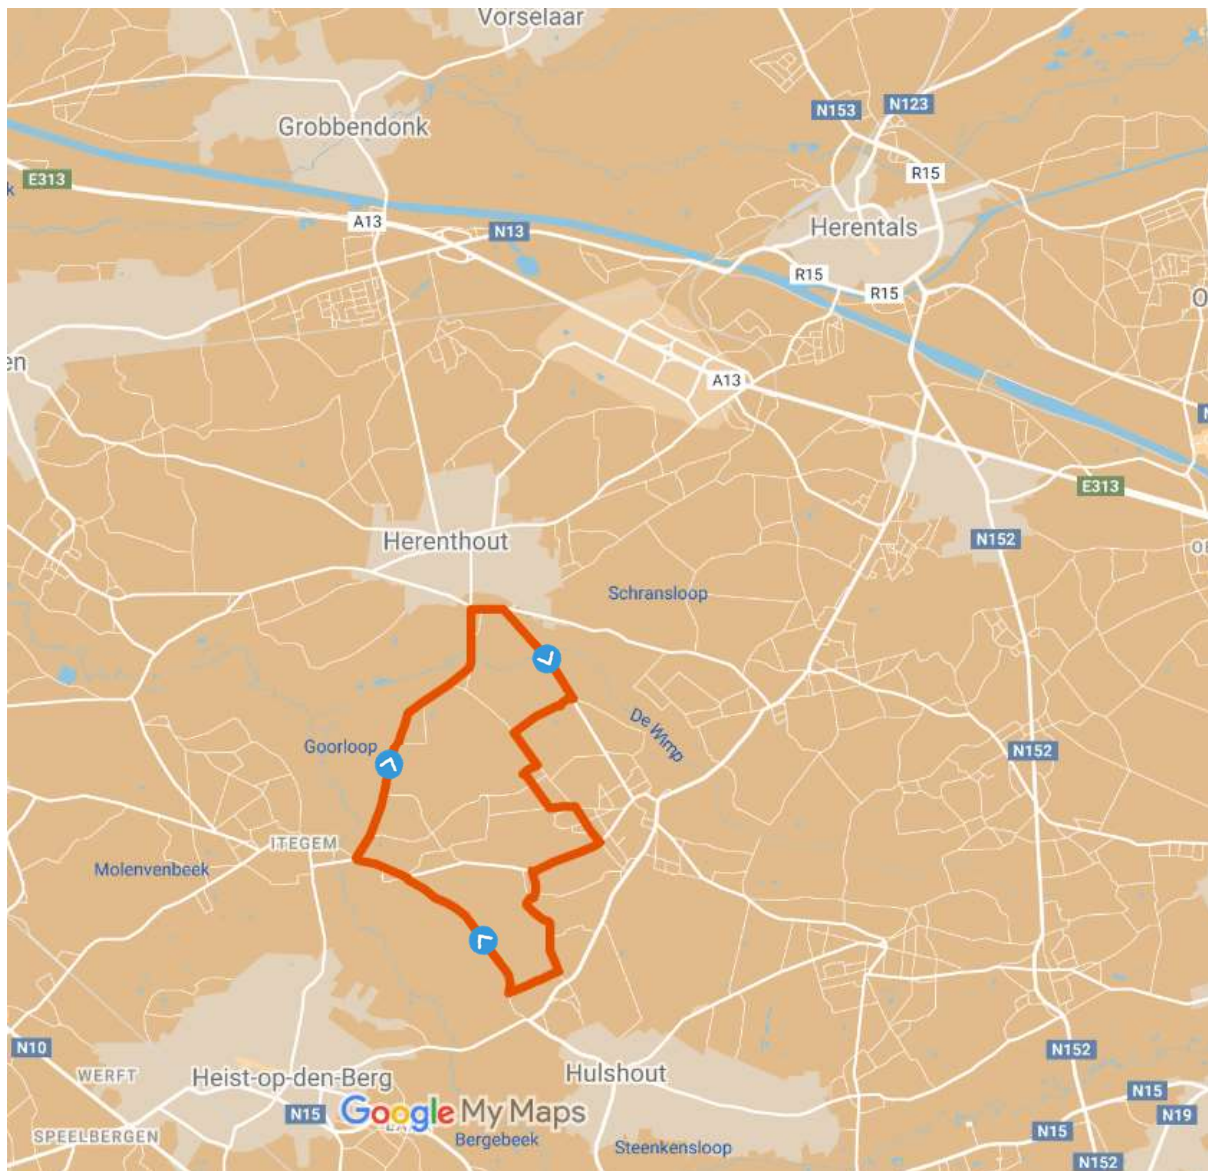 Vorselaar
N153
N123
Grobbendonk
E313
k
R15
A13
N13
Herentals
R15
R15
O
en
A13
N
E313
Herenthout
N152
Schransloop
De Wimp
Goorloop
N152
ITEGEM
Molenvenbeek
N10
N152
WERFT
Heist-op-den-Berg
Hulshout
N15
N15
Google My Maps
N19
SPEELBERGEN
N15
Bergebeek
Steenkensloop
N152